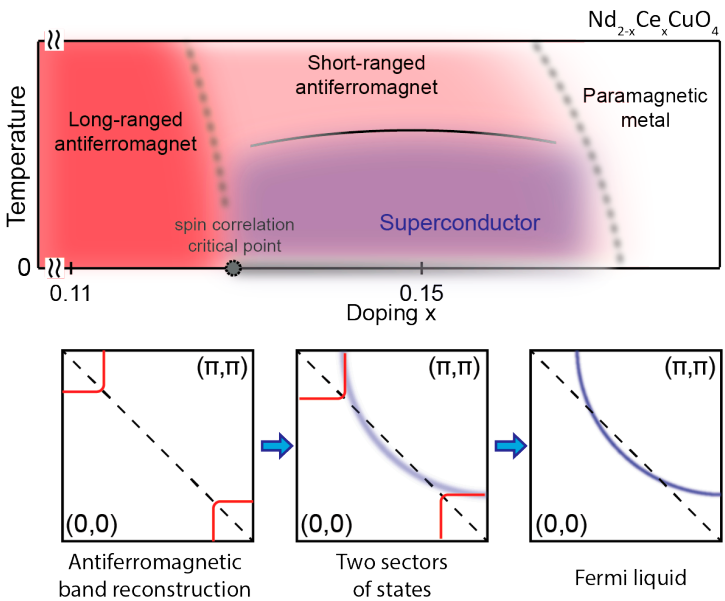 Nd2-xCexCuO4
Short-ranged
antiferromagnet
Paramagnetic
metal
Long-ranged
antiferromagnet
Temperature
spin correlation
critical point
Superconductor
0
0.11
0.15
Doping x
(π,π)
(π,π)
(π,π)
(0,0)
(0,0)
(0,0)
Antiferromagnetic
band reconstruction
Two sectors
of states
Fermi liquid